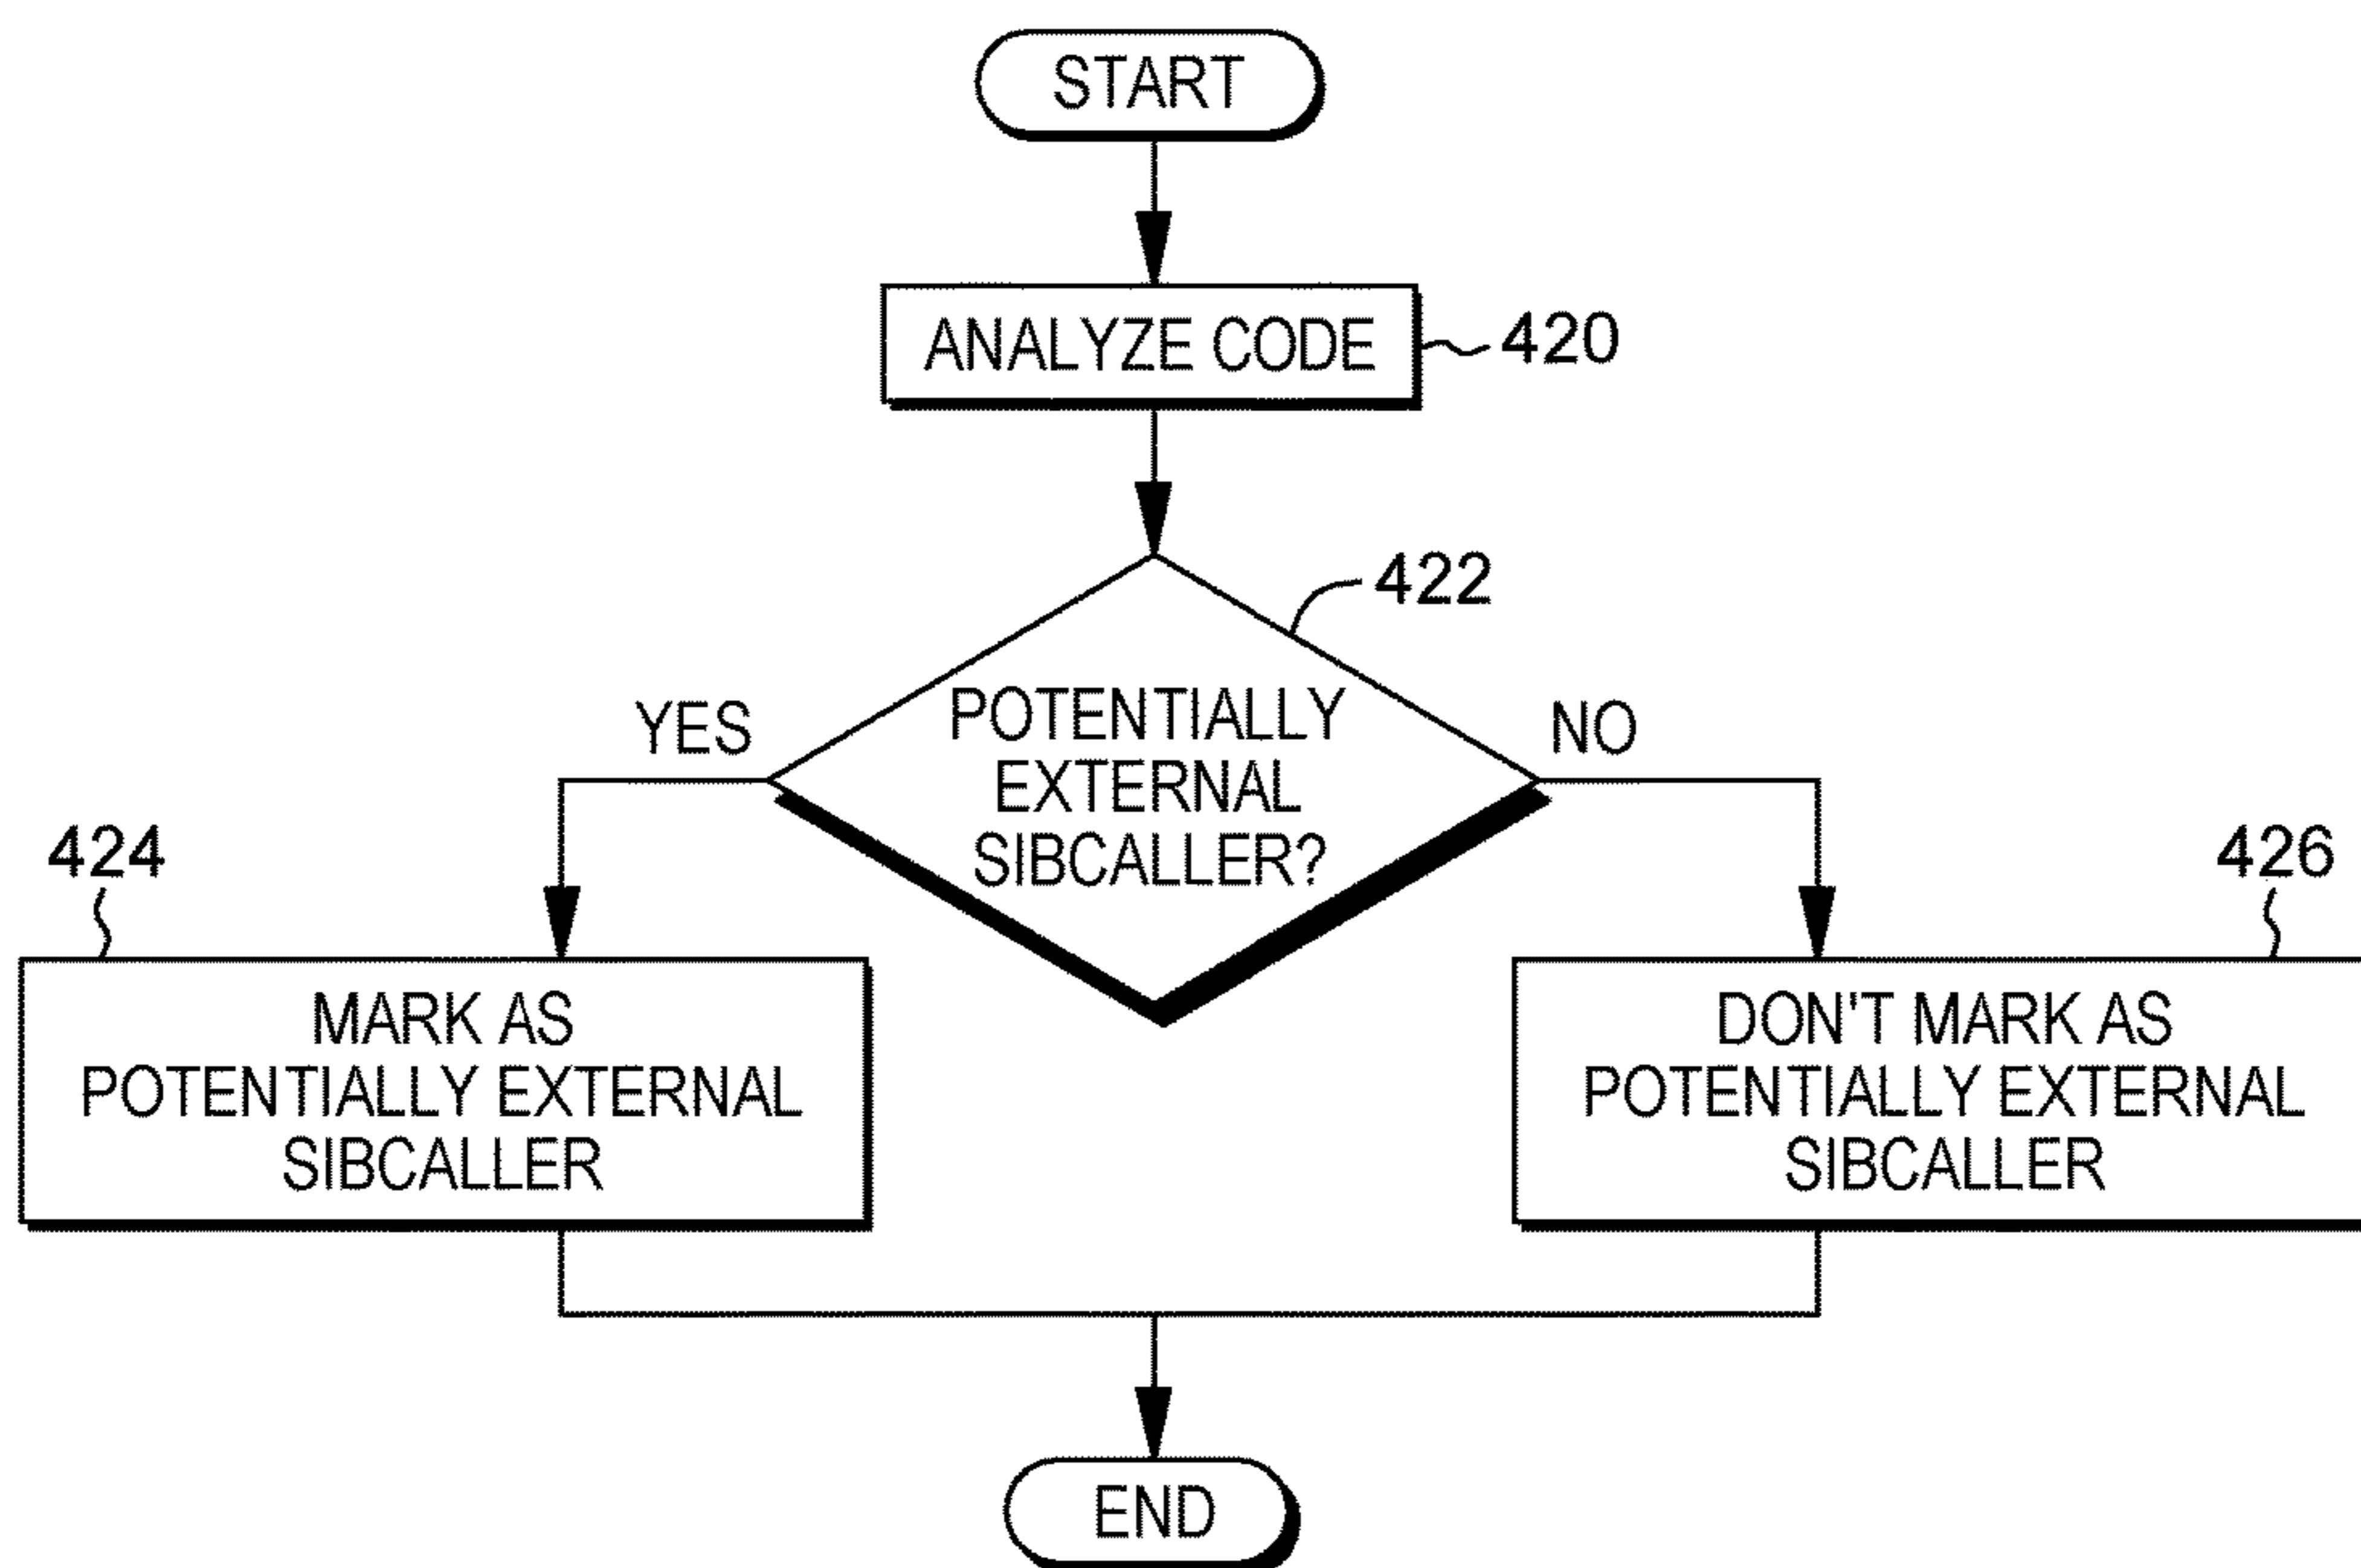 START
ANALYZE CODE
420
422
POTENTIALLY
EXTERNAL
SIBCALLER?
YES
NO
424
426
MARK AS
POTENTIALLY EXTERNAL
SIBCALLER
DON'T MARK AS
POTENTIALLY EXTERNAL
SIBCALLER
END